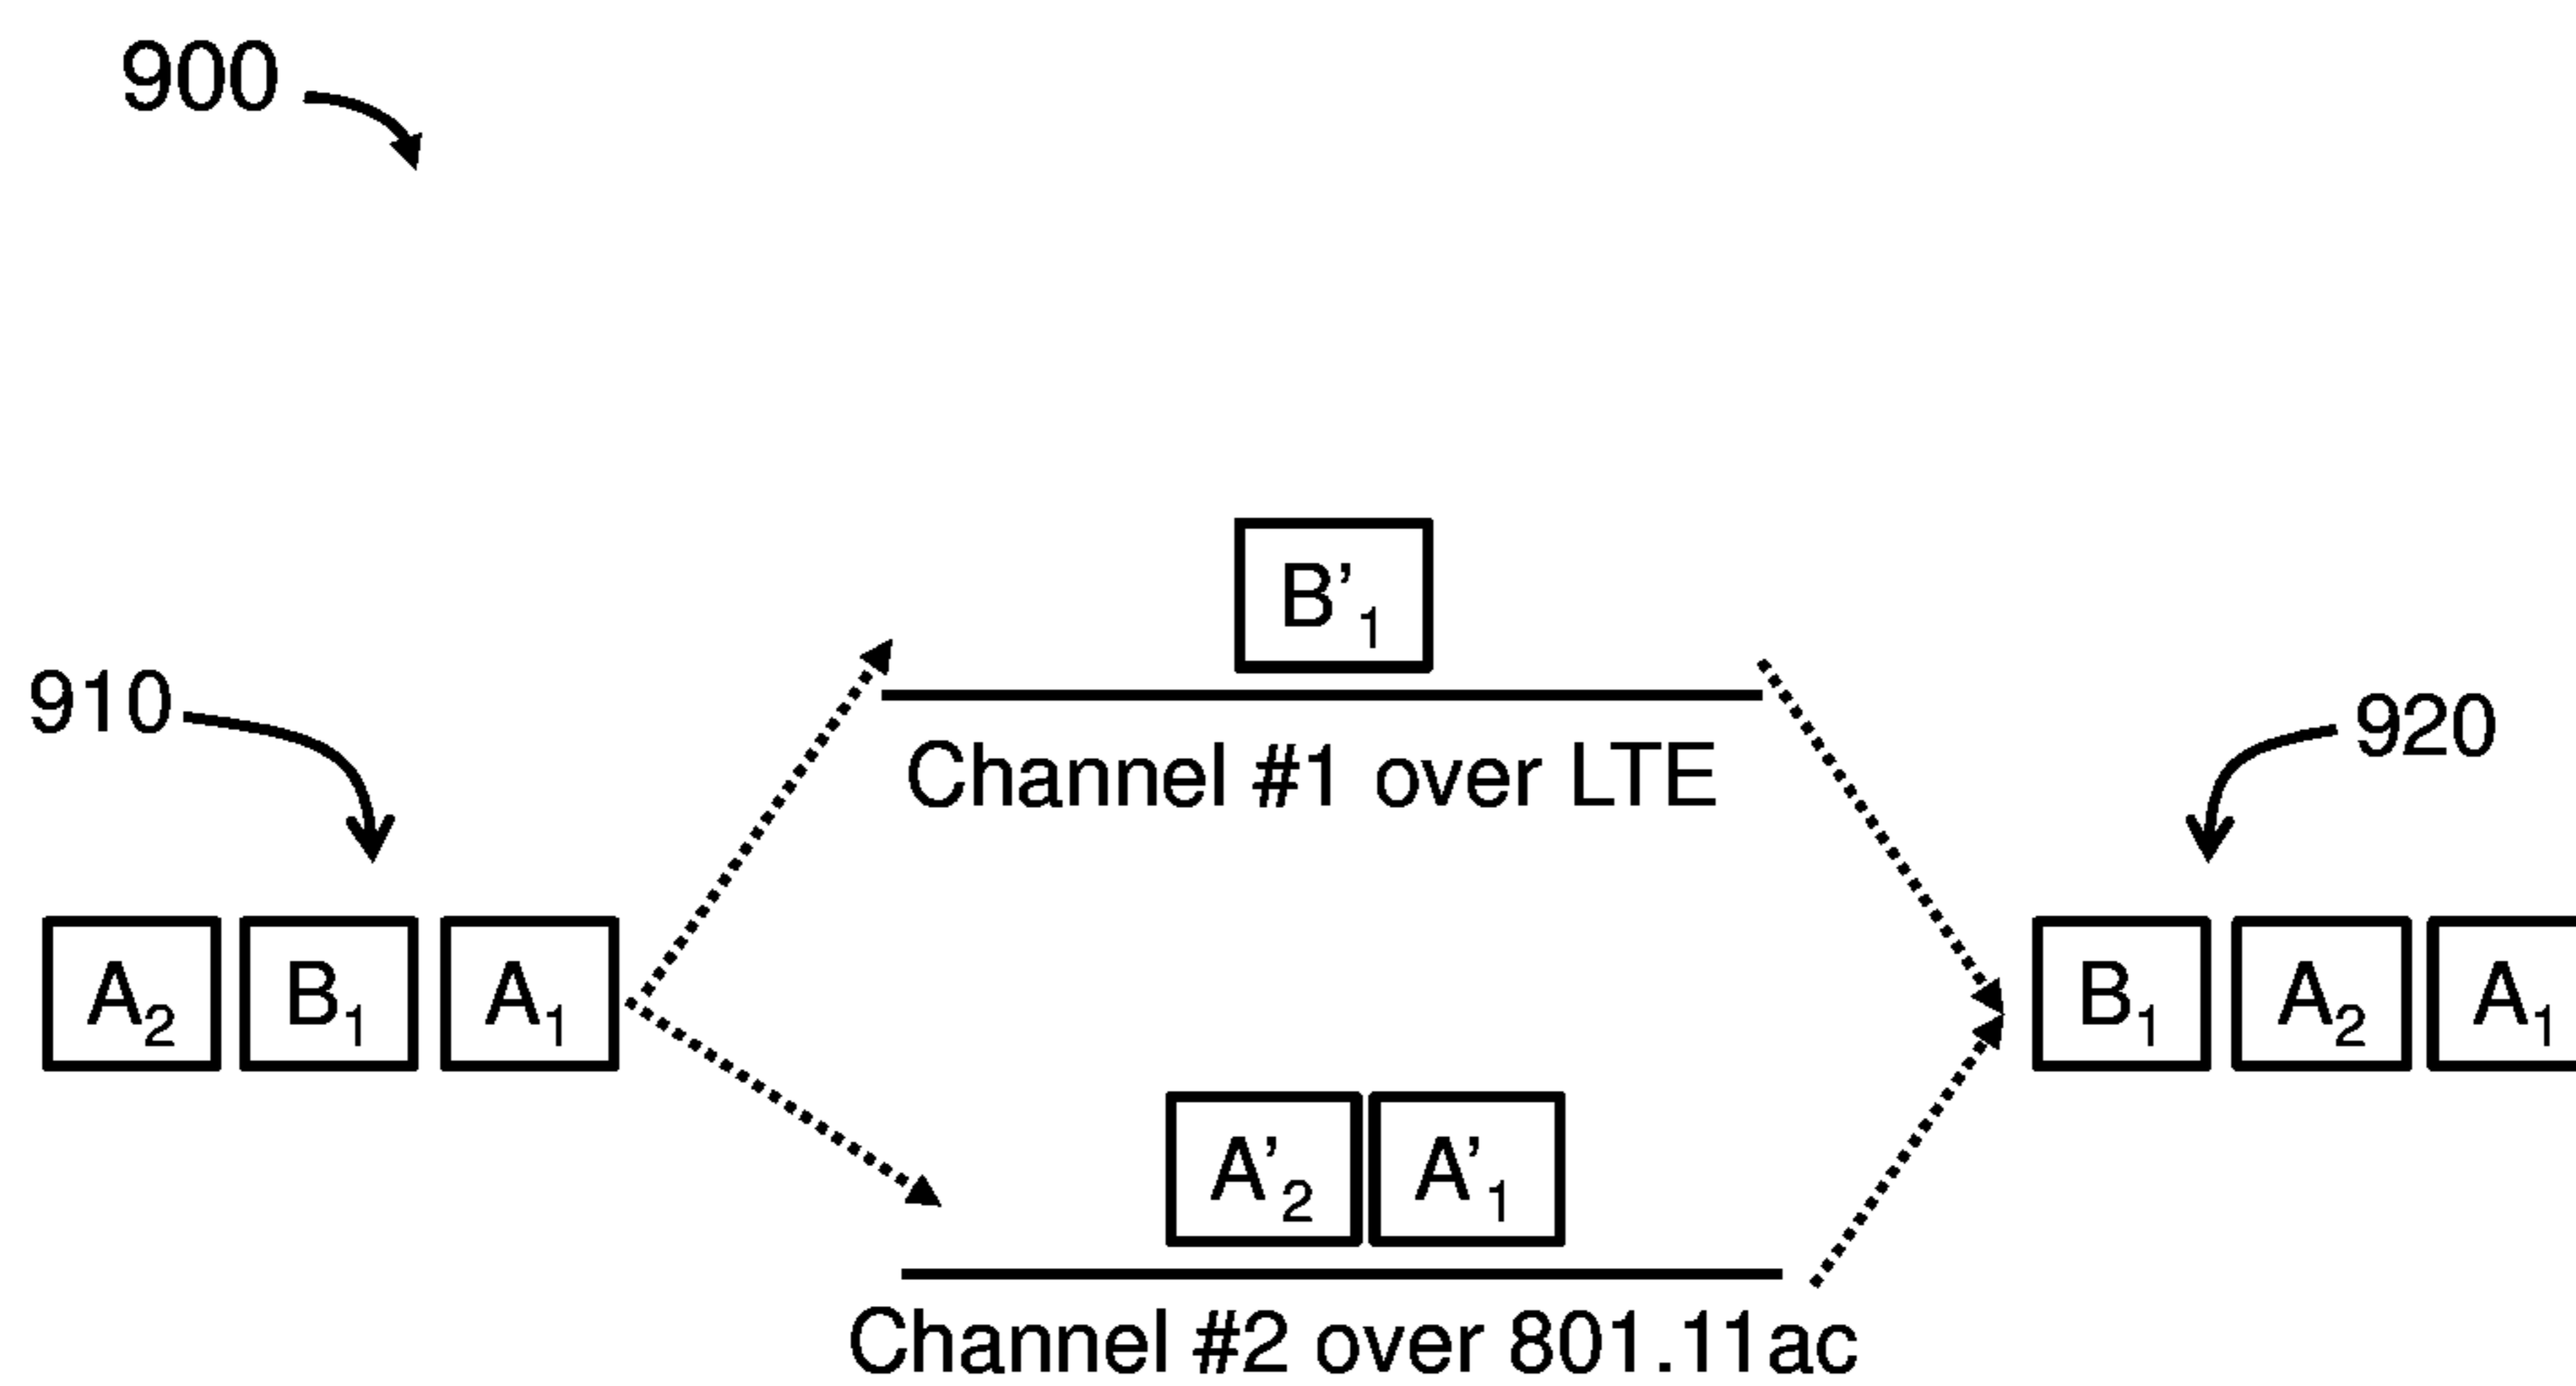 900
B’₁
910
Channel #1 over LTE
920
A₂ B₁ A₁
B₁ A₂ A₁
A’₂ A’₁
Channel #2 over 801.11ac